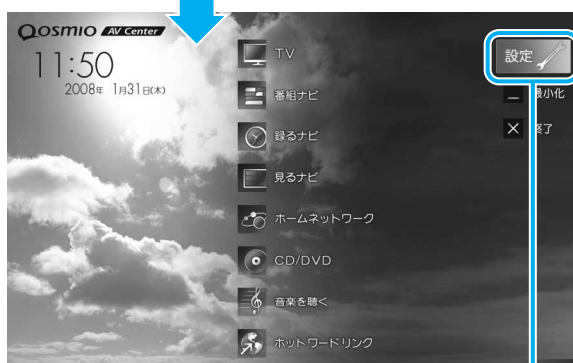 Qosmio AV Center
11:50
2008年 1月31日(木)
TV
番組ナビ
録るナビ
見るナビ
ホームネットワーク
CD/DVD
音楽を聴く
ホットワードリンク
設定
最小化
終了